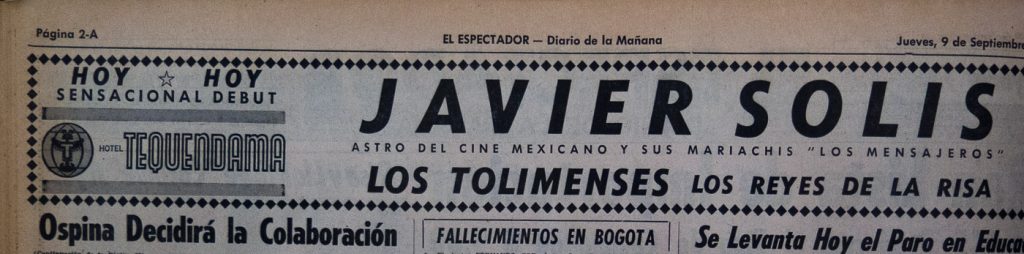 Página 2-A
EL ESPECTADOR — Diario de la Mañana
Jueves, 9 de Septiembre
HOY ☆ HOY
SENSACIONAL DEBUT
HOTEL TEQUENDAMA
JAVIER SOLIS
ASTRO DEL CINE MEXICANO Y SUS MARIACHIS "LOS MENSAJEROS"
LOS TOLIMENSES LOS REYES DE LA RISA
Ospina Decidirá la Colaboración
FALLECIMIENTOS EN BOGOTA
Se Levanta Hoy el Paro en Educa